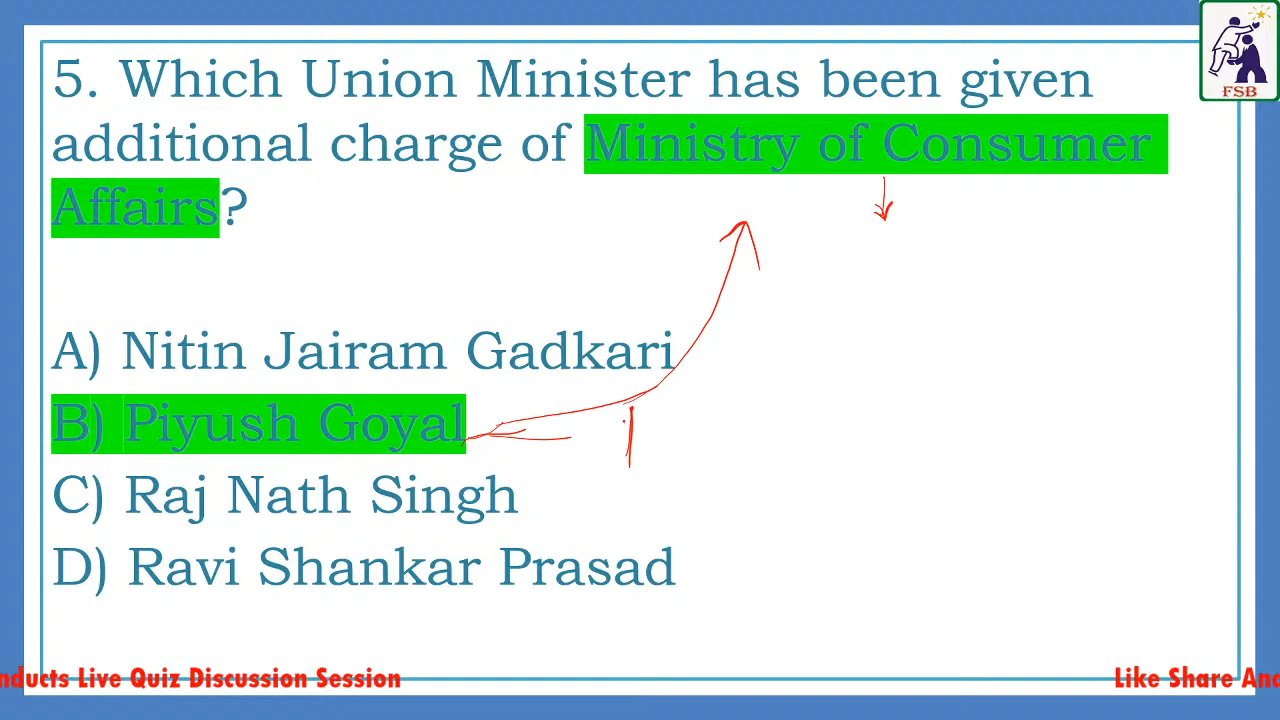 FSB
5. Which Union Minister has been given
additional charge of Ministry of Consumer
Affairs?
A) Nitin Jairam Gadkari
B) Piyush Goyal
C) Raj Nath Singh
D) Ravi Shankar Prasad
nducts Live Quiz Discussion Session
Like Share And